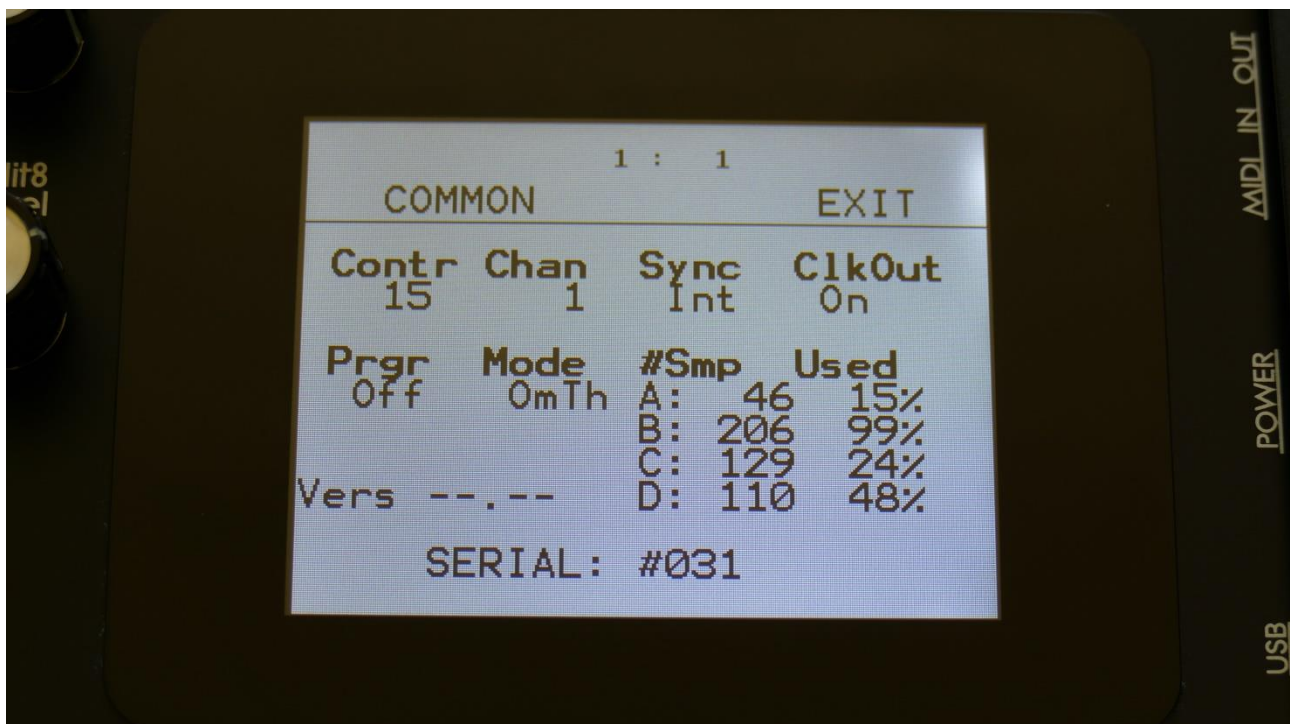 1 : 1
COMMON EXIT
Contr Chan Sync ClkOut
15 1 Int On
Prgr Mode #Smp Used
Off OmTh A: 46 15%
B: 206 99%
C: 129 24%
Vers --.-- D: 110 48%
SERIAL: #031
MIDI IN OUT
POWER
USB